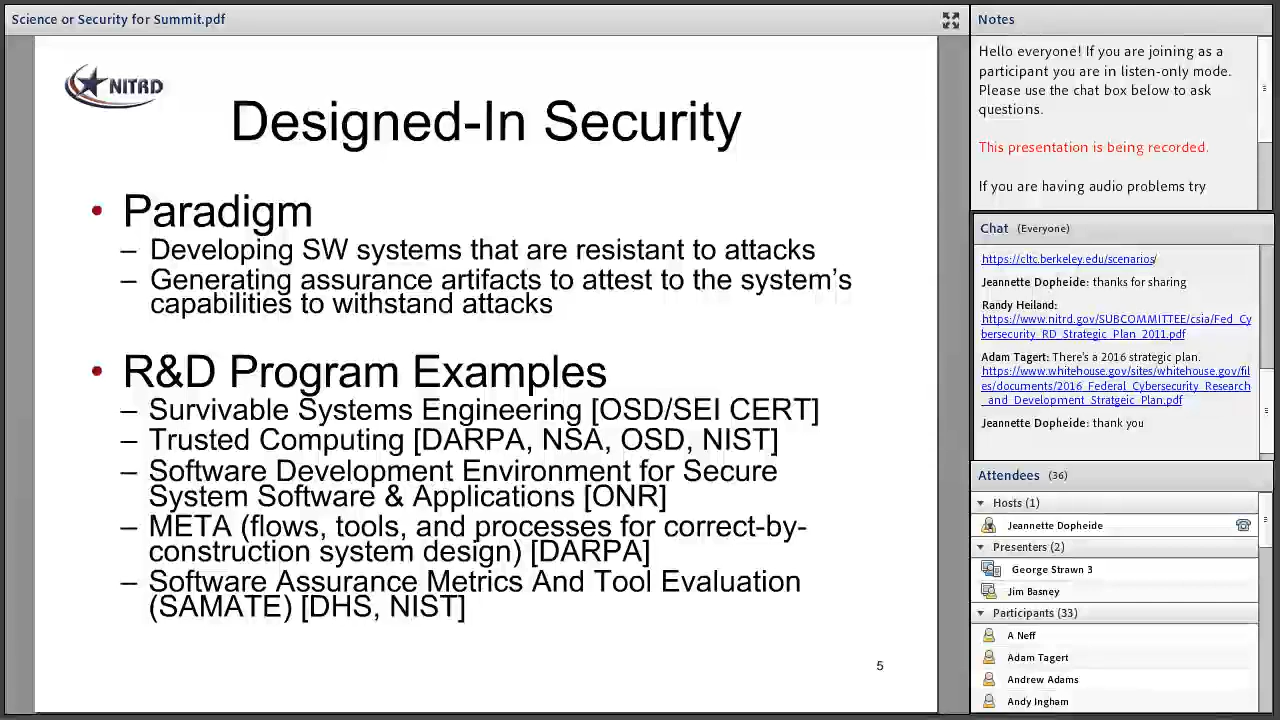 Science or Security for Summit.pdf
NITRD
Designed-In Security
• Paradigm
– Developing SW systems that are resistant to attacks
– Generating assurance artifacts to attest to the system's
capabilities to withstand attacks
• R&D Program Examples
– Survivable Systems Engineering [OSD/SEI CERT]
– Trusted Computing [DARPA, NSA, OSD, NIST]
– Software Development Environment for Secure
System Software & Applications [ONR]
– META (flows, tools, and processes for correct-by-
construction system design) [DARPA]
– Software Assurance Metrics And Tool Evaluation
(SAMATE) [DHS, NIST]
5
Notes
Hello everyone! If you are joining as a
participant you are in listen-only mode.
Please use the chat box below to ask
questions.
This presentation is being recorded.
If you are having audio problems try
Chat (Everyone)
https://cltc.berkeley.edu/scenarios/
Jeannette Dopheide: thanks for sharing
Randy Heiland:
https://www.nitrd.gov/SUBCOMMITTEE/csia/Fed_Cy
bersecurity_RD_Strategic_Plan_2011.pdf
Adam Tagert: There's a 2016 strategic plan.
https://www.whitehouse.gov/sites/whitehouse.gov/fil
es/documents/2016_Federal_Cybersecurity_Research
_and_Development_Stratgeic_Plan.pdf
Jeannette Dopheide: thank you
Attendees (36)
Hosts (1)
Jeannette Dopheide
Presenters (2)
George Strawn 3
Jim Basney
Participants (33)
A Neff
Adam Tagert
Andrew Adams
Andy Ingham